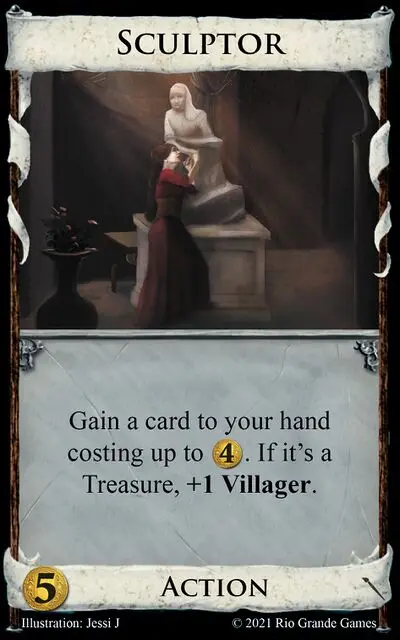 SCULPTOR
Gain a card to your hand
costing up to 4. If it's a
Treasure, +1 Villager.
5 ACTION
Illustration: Jessi J © 2021 Rio Grande Games